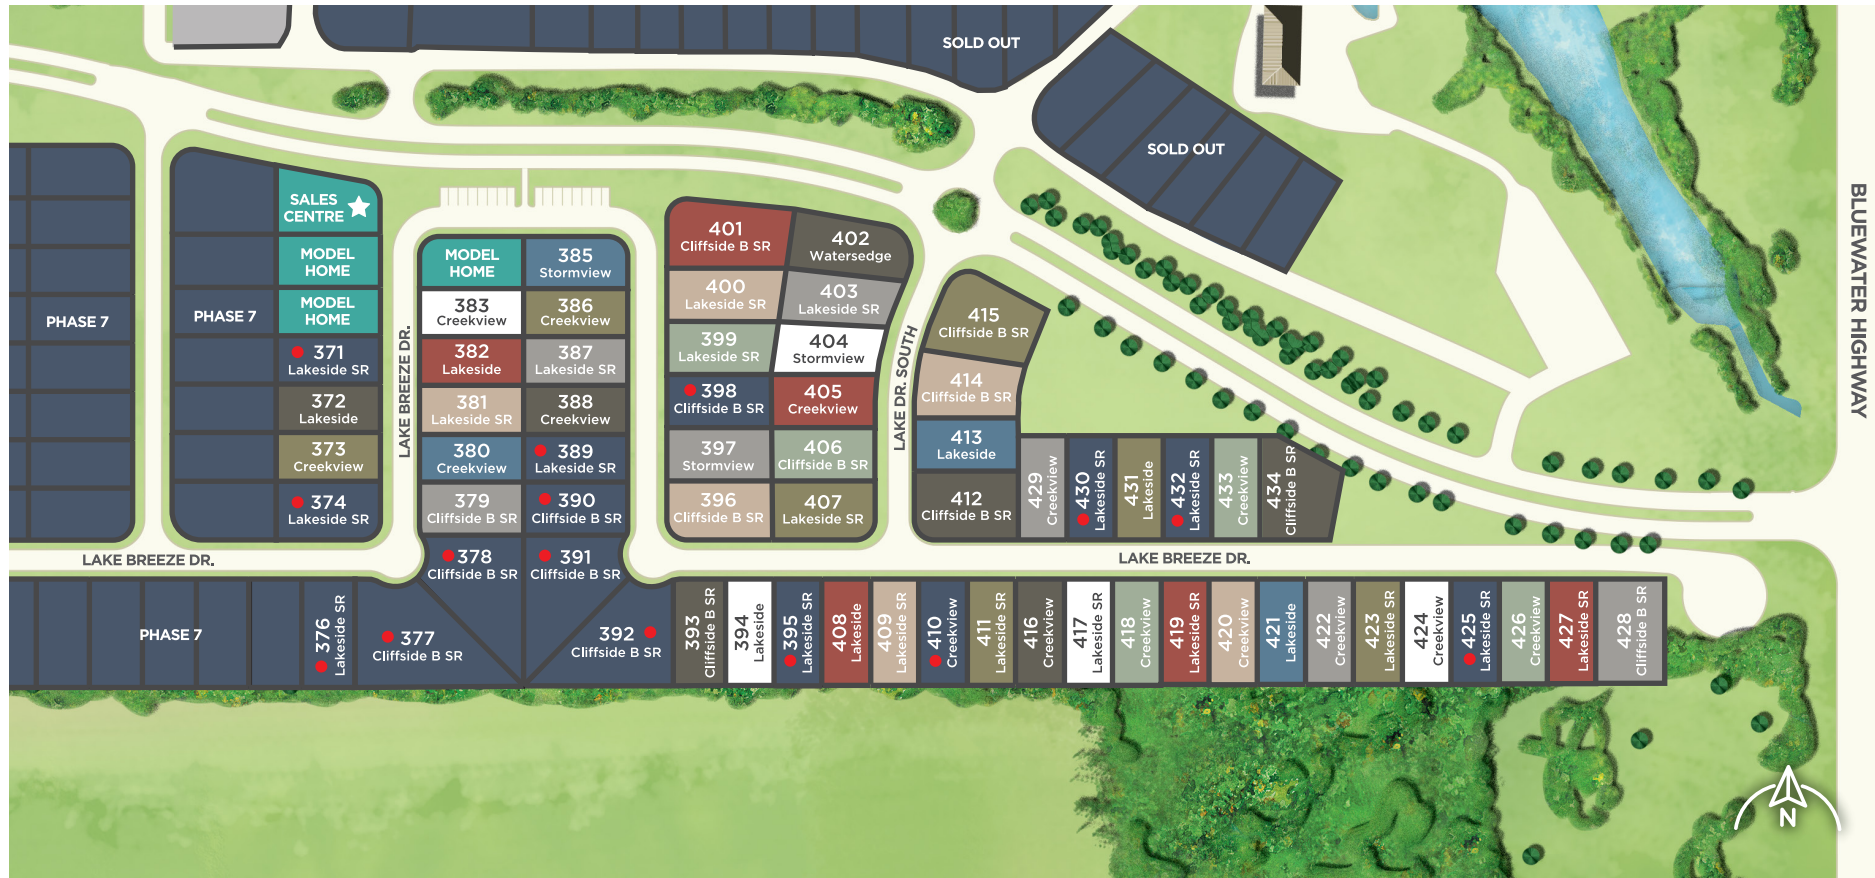 SOLD OUT
SOLD OUT
BLUEWATER HIGHWAY
PHASE 7
PHASE 7
SALES
CENTRE
MODEL
HOME
MODEL
HOME
371
Lakeside SR
372
Lakeside
373
Creekview
374
Lakeside SR
LAKE BREEZE DR.
MODEL
HOME
385
Stormview
383
Creekview
386
Creekview
382
Lakeside
387
Lakeside SR
381
Lakeside SR
388
Creekview
380
Creekview
389
Lakeside SR
379
Cliffside B SR
390
Cliffside B SR
378
Cliffside B SR
391
Cliffside B SR
401
Cliffside B SR
402
Watersedge
400
Lakeside SR
403
Lakeside SR
399
Lakeside SR
404
Stormview
398
Cliffside B SR
405
Creekview
397
Stormview
406
Cliffside B SR
396
Cliffside B SR
407
Lakeside SR
LAKE DR. SOUTH
415
Cliffside B SR
414
Cliffside B SR
413
Lakeside
412
Cliffside B SR
429
Creekview
430
Lakeside SR
431
Lakeside
432
Lakeside SR
433
Creekview
434
Cliffside B SR
LAKE BREEZE DR.
LAKE BREEZE DR.
PHASE 7
376
Lakeside SR
377
Cliffside B SR
392
Cliffside B SR
393
Cliffside B SR
394
Lakeside
395
Lakeside SR
408
Lakeside
409
Lakeside SR
410
Creekview
411
Lakeside SR
416
Creekview
417
Lakeside SR
418
Creekview
419
Lakeside SR
420
Creekview
421
Lakeside
422
Creekview
423
Lakeside SR
424
Creekview
425
Lakeside SR
426
Creekview
427
Lakeside SR
428
Cliffside B SR
N